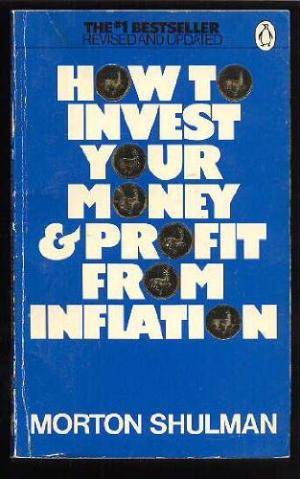 THE #1 BESTSELLER
REVISED AND UPDATED
HOW TO
INVEST
YOUR
MONEY
& PROFIT
FROM
INFLATION
MORTON SHULMAN